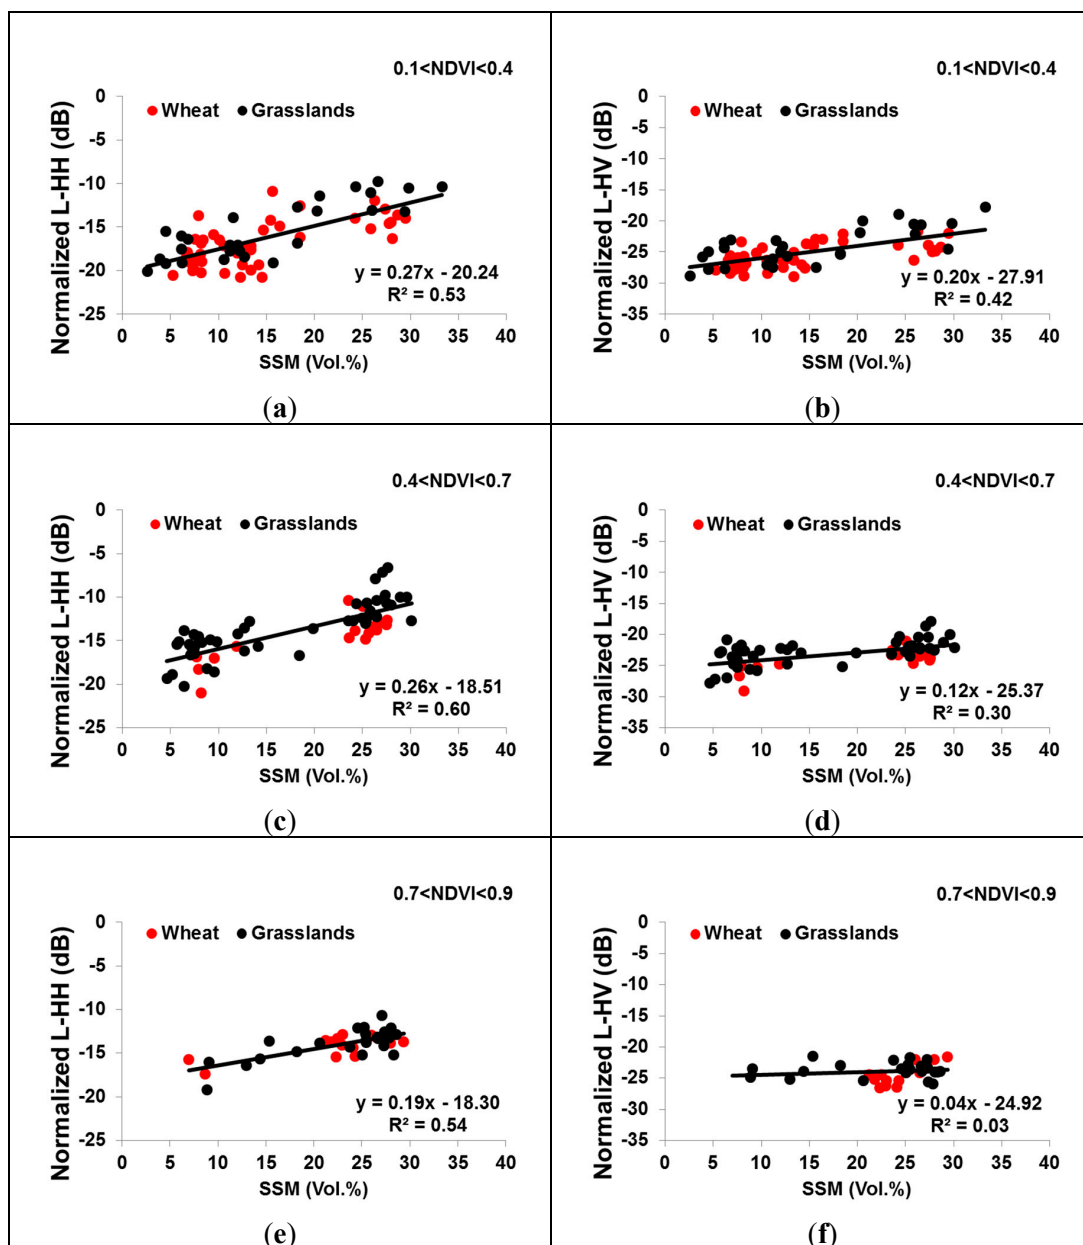 0.1<NDVI<0.4
Normalized L-HH (dB)
0
-5
-10
-15
-20
-25
Wheat Grasslands
y = 0.27x - 20.24
R² = 0.53
0 5 10 15 20 25 30 35 40
SSM (Vol.%)
(a)
0.1<NDVI<0.4
Normalized L-HV (dB)
0
-5
-10
-15
-20
-25
-30
-35
Wheat Grasslands
y = 0.20x - 27.91
R² = 0.42
0 5 10 15 20 25 30 35 40
SSM (Vol.%)
(b)
0.4<NDVI<0.7
Normalized L-HH (dB)
0
-5
-10
-15
-20
-25
Wheat Grasslands
y = 0.26x - 18.51
R² = 0.60
0 5 10 15 20 25 30 35 40
SSM (Vol.%)
(c)
0.4<NDVI<0.7
Normalized L-HV (dB)
0
-5
-10
-15
-20
-25
-30
-35
Wheat Grasslands
y = 0.12x - 25.37
R² = 0.30
0 5 10 15 20 25 30 35 40
SSM (Vol.%)
(d)
0.7<NDVI<0.9
Normalized L-HH (dB)
0
-5
-10
-15
-20
-25
Wheat Grasslands
y = 0.19x - 18.30
R² = 0.54
0 5 10 15 20 25 30 35 40
SSM (Vol.%)
(e)
0.7<NDVI<0.9
Normalized L-HV (dB)
0
-5
-10
-15
-20
-25
-30
-35
Wheat Grasslands
y = 0.04x - 24.92
R² = 0.03
0 5 10 15 20 25 30 35 40
SSM (Vol.%)
(f)